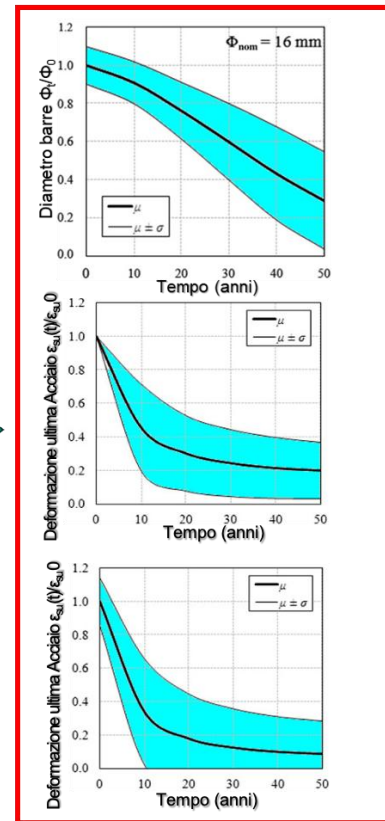 Φnom = 16 mm
Diametro barre Φt/Φ0
1.2
1.0
0.8
0.6
0.4
0.2
0.0
μ
μ ± σ
0 10 20 30 40 50
Tempo (anni)
Deformazione ultima Acciaio εsu(t)/εsu0
1.2
1.0
0.8
0.6
0.4
0.2
0.0
μ
μ ± σ
0 10 20 30 40 50
Tempo (anni)
Deformazione ultima Acciaio εsu(t)/εsu0
1.2
1.0
0.8
0.6
0.4
0.2
0.0
μ
μ ± σ
0 10 20 30 40 50
Tempo (anni)